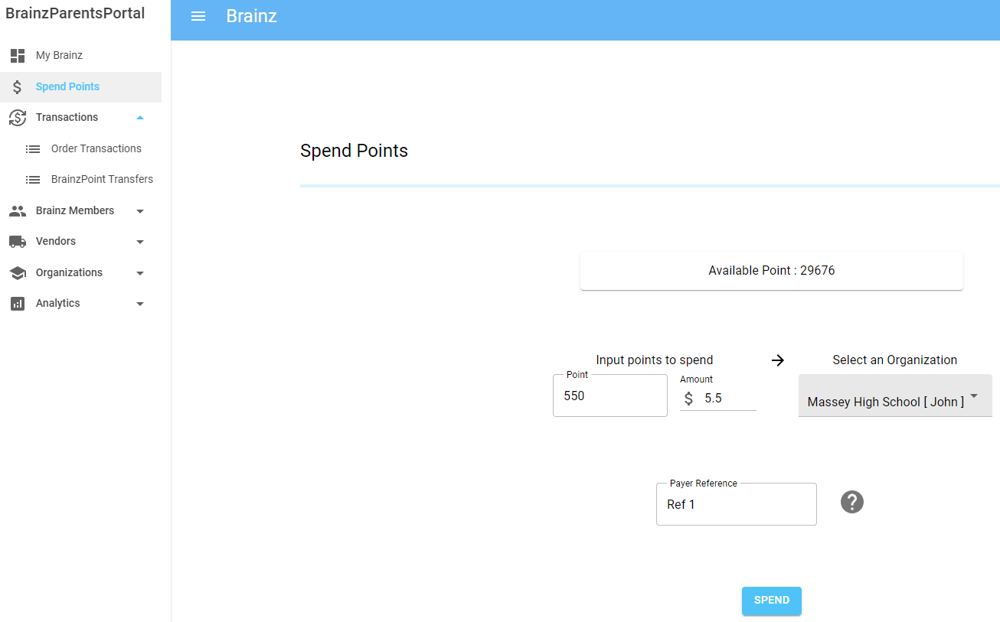 BrainzParentsPortal
Brainz
My Brainz
Spend Points
Transactions
Order Transactions
BrainzPoint Transfers
Brainz Members
Vendors
Organizations
Analytics
Spend Points
Available Point : 29676
Input points to spend
Select an Organization
Point
550
Amount
$ 5.5
Massey High School [ John ]
Payer Reference
Ref 1
?
SPEND